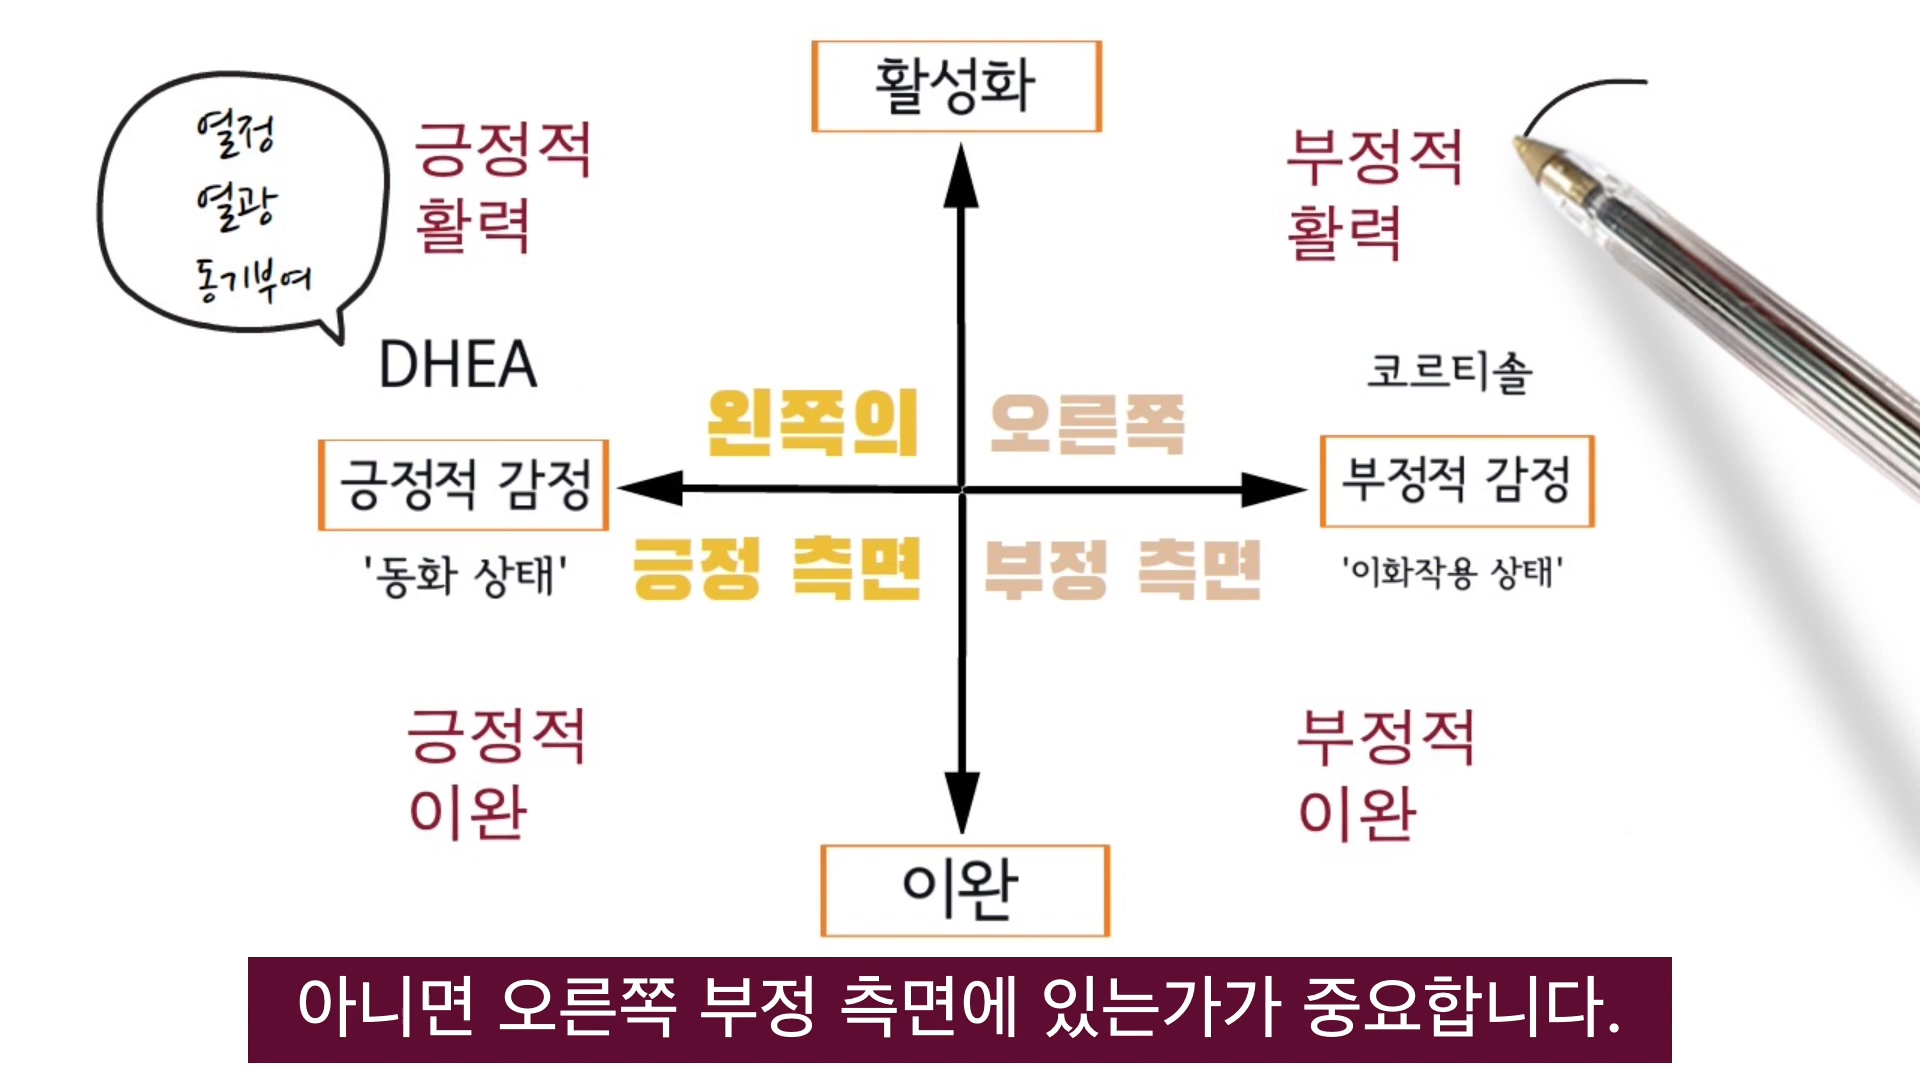 활성화
열정
열광
동기부여
긍정적
활력
부정적
활력
DHEA
코르티솔
왼쪽의
오른쪽
긍정적 감정
부정적 감정
'동화 상태'
긍정 측면
부정 측면
'이화작용 상태'
긍정적
이완
부정적
이완
이완
아니면 오른쪽 부정 측면에 있는가가 중요합니다.